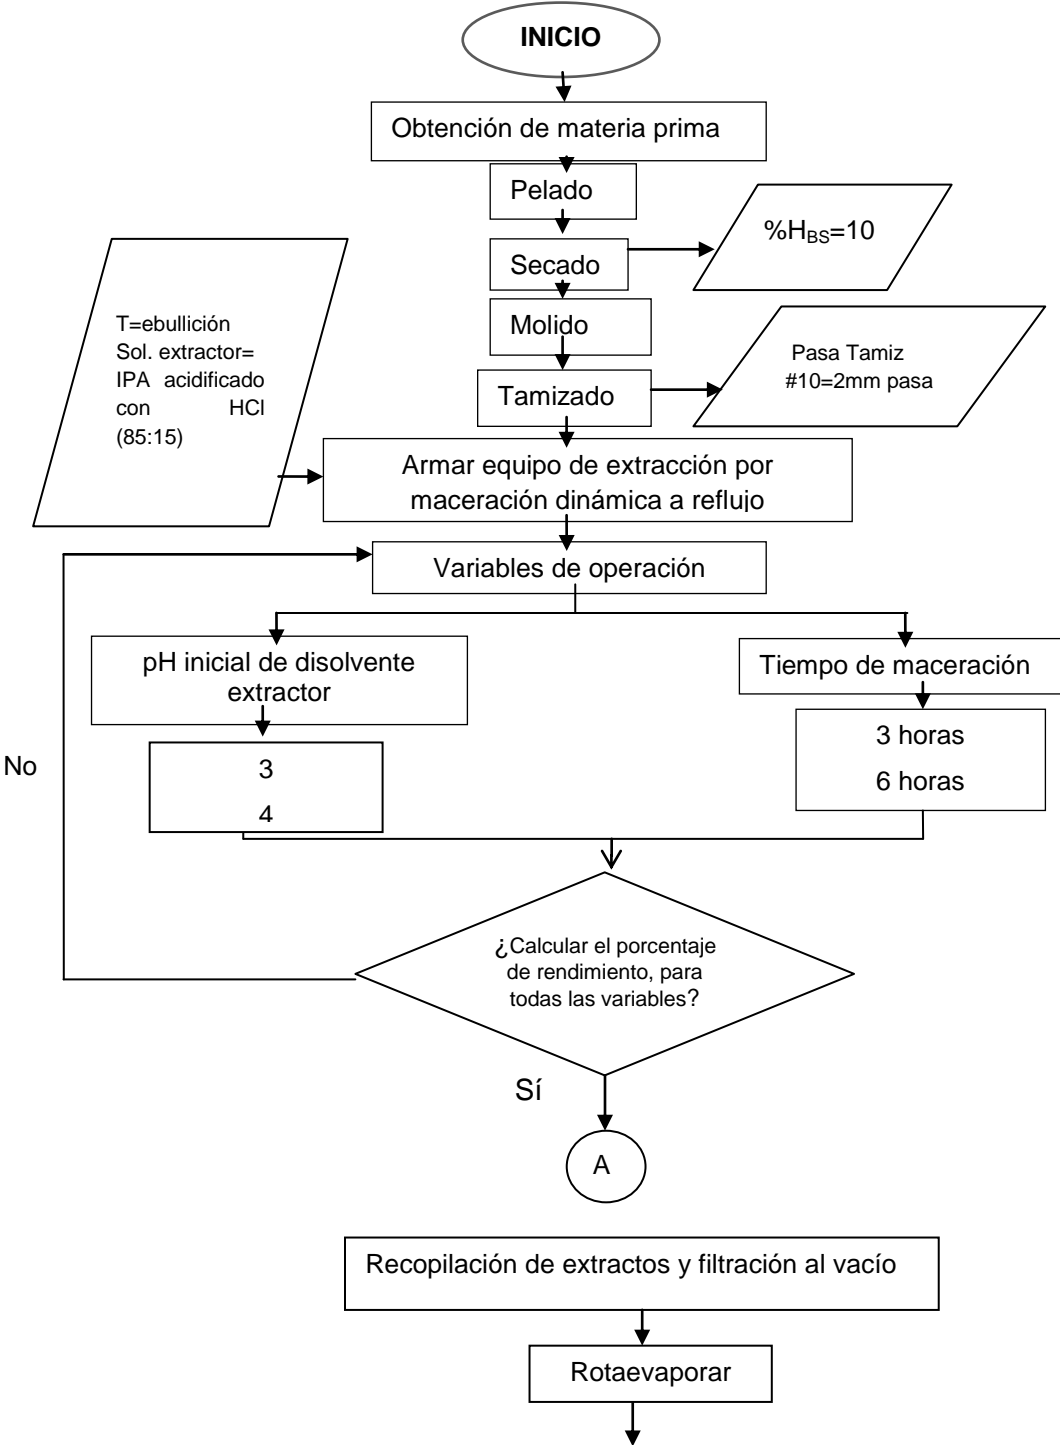 INICIO
Obtención de materia prima
Pelado
%H_BS=10
Secado
Molido
T=ebullición
Sol. extractor=
IPA acidificado
con HCl
(85:15)
Pasa Tamiz
#10=2mm pasa
Tamizado
Armar equipo de extracción por
maceración dinámica a reflujo
Variables de operación
pH inicial de disolvente
extractor
Tiempo de maceración
3
4
3 horas
6 horas
No
¿Calcular el porcentaje
de rendimiento, para
todas las variables?
Sí
A
Recopilación de extractos y filtración al vacío
Rotaevaporar